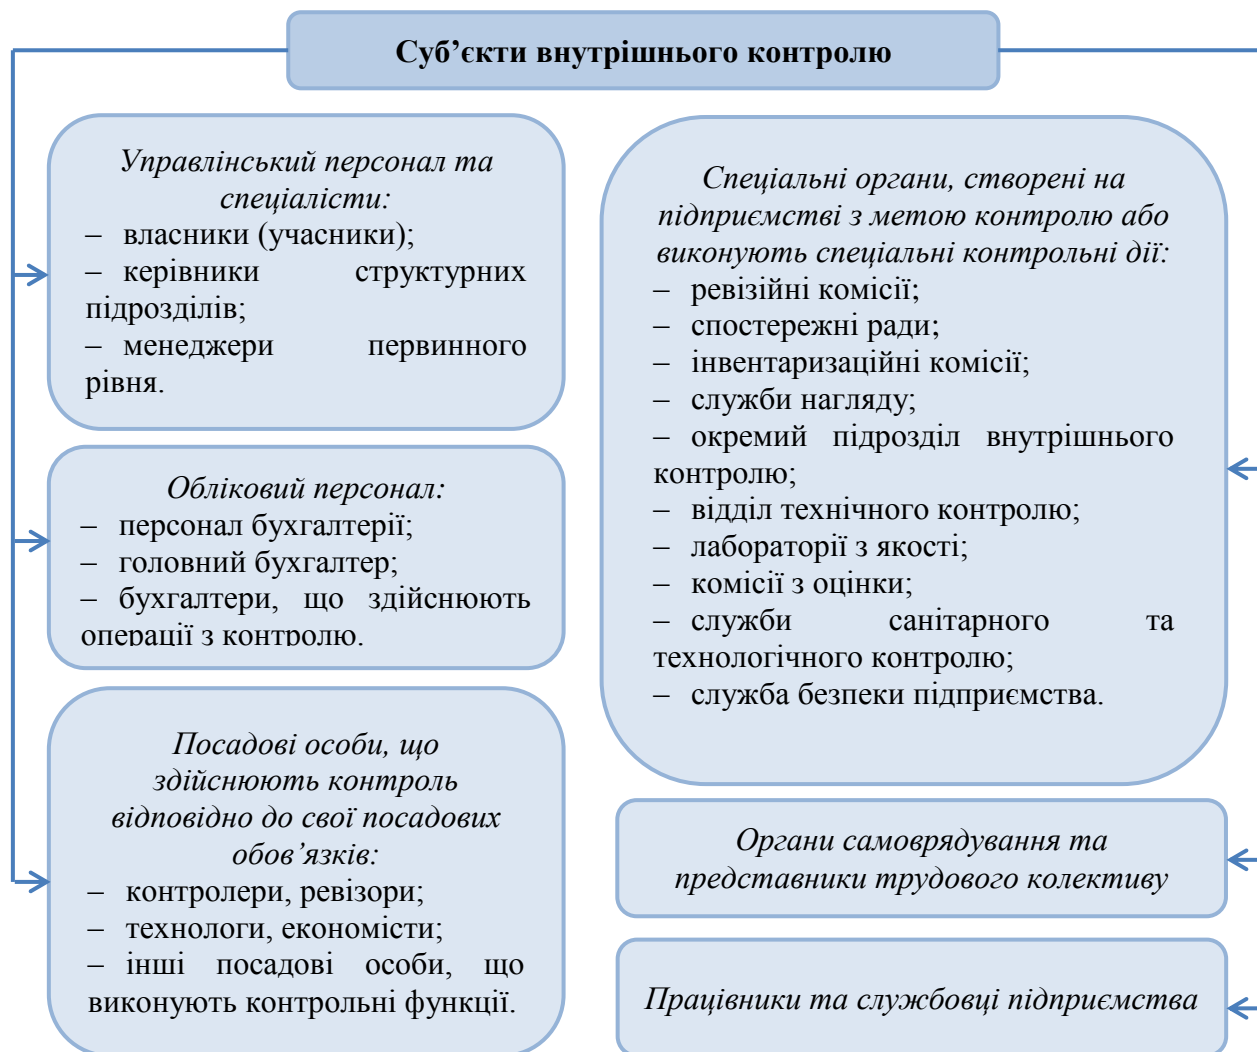 Суб’єкти внутрішнього контролю
Управлінський персонал та
спеціалісти:
– власники (учасники);
– керівники структурних
підрозділів;
– менеджери первинного
рівня.
Обліковий персонал:
– персонал бухгалтерії;
– головний бухгалтер;
– бухгалтери, що здійснюють
операції з контролю.
Посадові особи, що
здійснюють контроль
відповідно до свої посадових
обов’язків:
– контролери, ревізори;
– технологи, економісти;
– інші посадові особи, що
виконують контрольні функції.
Спеціальні органи, створені на
підприємстві з метою контролю або
виконують спеціальні контрольні дії:
– ревізійні комісії;
– спостережні ради;
– інвентаризаційні комісії;
– служби нагляду;
– окремий підрозділ внутрішнього
контролю;
– відділ технічного контролю;
– лабораторії з якості;
– комісії з оцінки;
– служби санітарного та
технологічного контролю;
– служба безпеки підприємства.
Органи самоврядування та
представники трудового колективу
Працівники та службовці підприємства